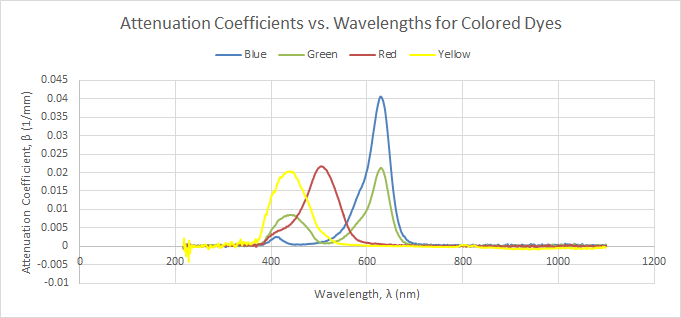 Attenuation Coefficients vs. Wavelengths for Colored Dyes
Blue Green Red Yellow
Attenuation Coefficient, β (1/mm)
0.045
0.04
0.035
0.03
0.025
0.02
0.015
0.01
0.005
0
-0.005
-0.01
0 200 400 600 800 1000 1200
Wavelength, λ (nm)